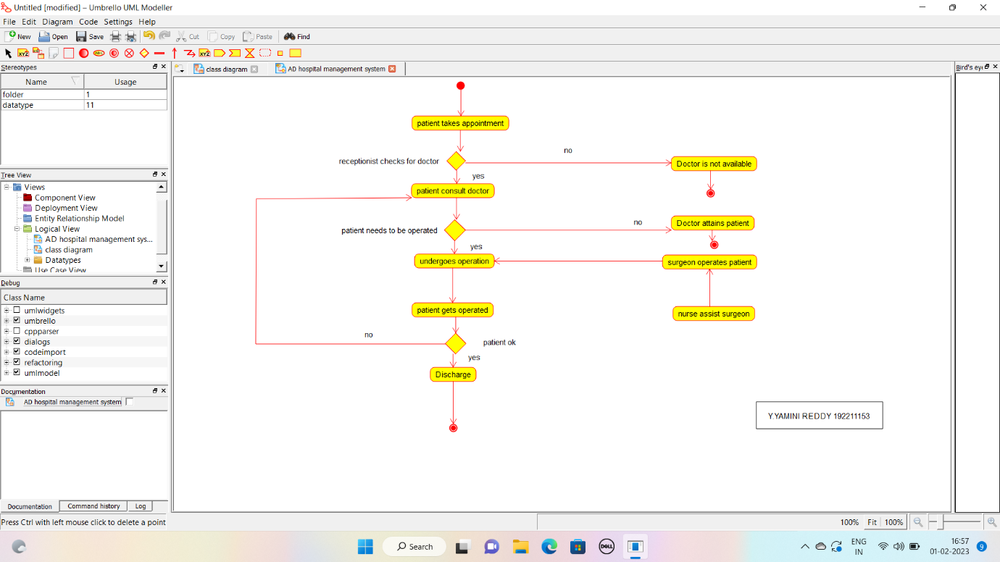 Untitled [modified] – Umbrello UML Modeller
File Edit Diagram Code Settings Help
New Open Save Cut Copy Paste Find
XYZ ABC XYZ
Stereotypes
Name Usage
folder 1
datatype 11
Tree View
Views
Component View
Deployment View
Entity Relationship Model
Logical View
AD hospital management sys...
class diagram
Datatypes
Use Case View
Debug
Class Name
umlwidgets
umbrello
cppparser
dialogs
codeimport
refactoring
umlmodel
Documentation
AD hospital management system
Documentation Command history Log
Press Ctrl with left mouse click to delete a point
class diagram AD hospital management system
Bird's eye
patient takes appointment
receptionist checks for doctor
no
Doctor is not available
yes
patient consult doctor
patient needs to be operated
no
Doctor attains patient
yes
undergoes operation
surgeon operates patient
patient gets operated
nurse assist surgeon
no
patient ok
yes
Discharge
Y.YAMINI REDDY 192211153
100% Fit 100%
Search
DELL
ENG
IN
16:57
01-02-2023
9